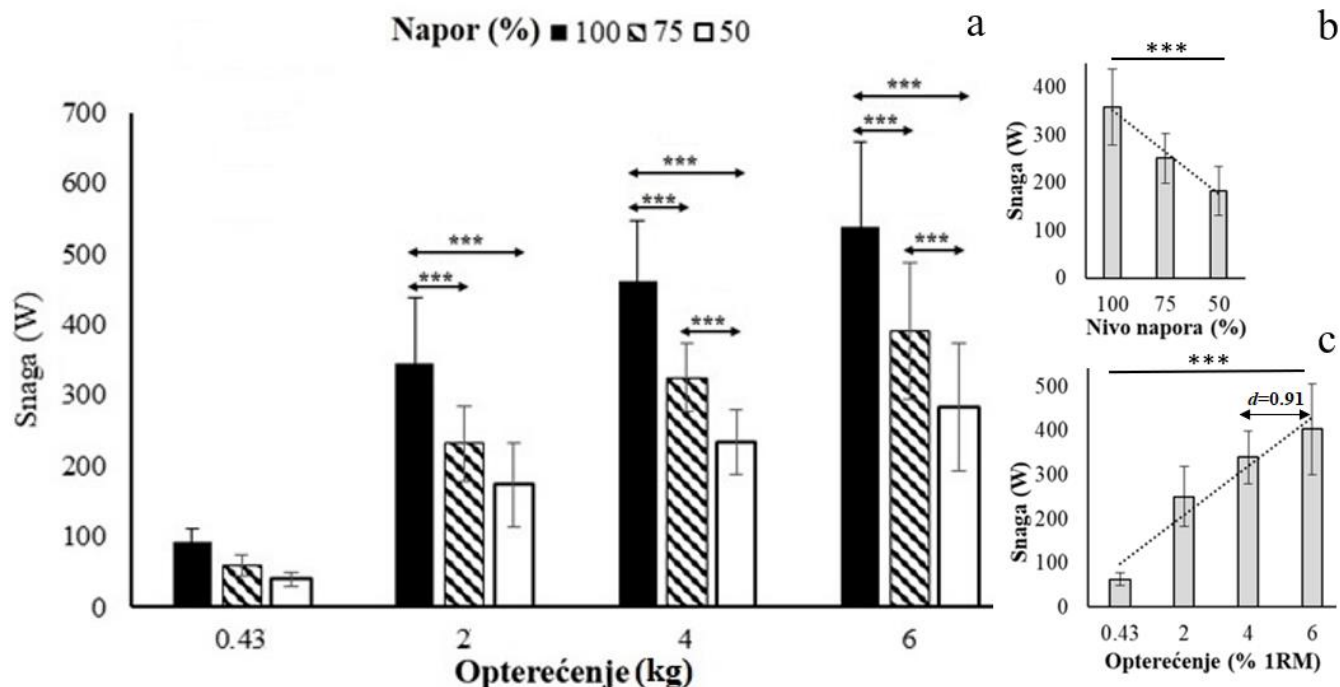 Napor (%) 100 75 50
a
700
600
500
400
300
200
100
0
Snaga (W)
***
***
***
***
***
***
***
***
0.43 2 4 6
Opterećenje (kg)
b
***
400
300
200
100
0
Snaga (W)
100 75 50
Nivo napora (%)
c
***
d=0.91
500
400
300
200
100
0
Snaga (W)
0.43 2 4 6
Opterećenje (% 1RM)